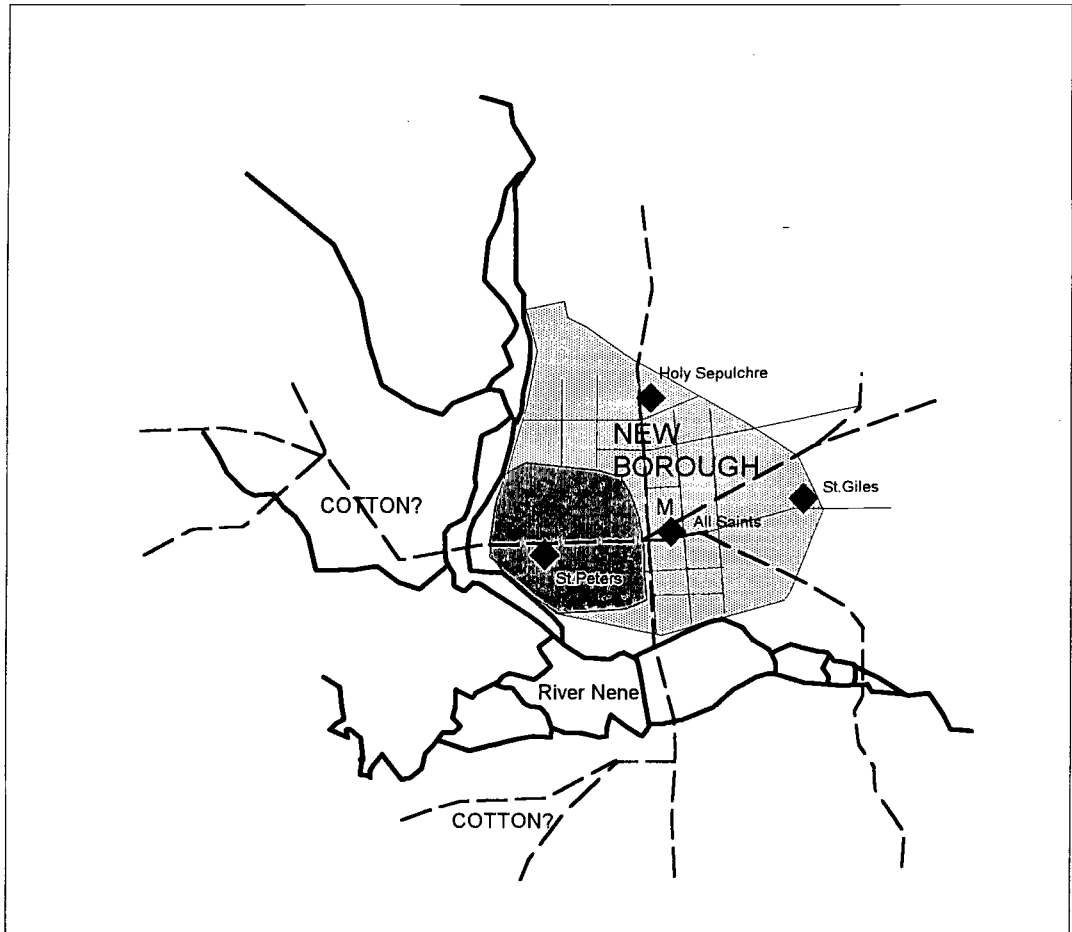 Holy Sepulchre
NEW
BOROUGH
St.Giles
COTTON?
M
All Saints
St.Peters
River Nene
COTTON?